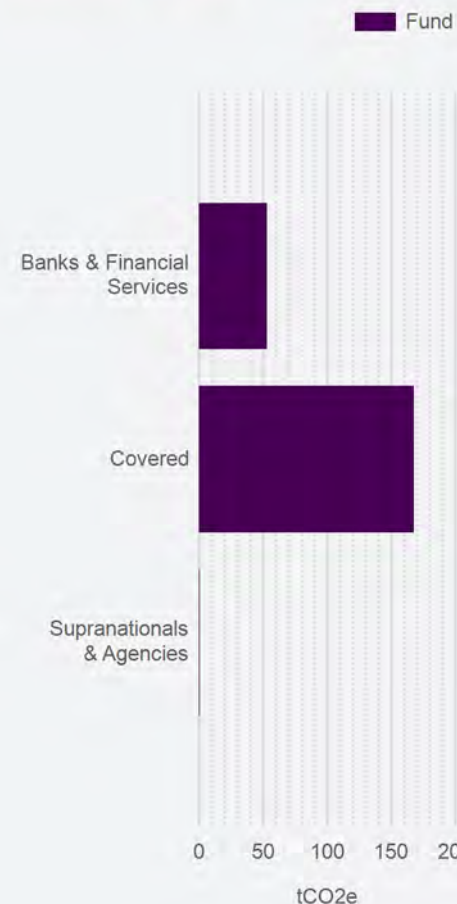 Fund
Banks & Financial
Services
Covered
Supranationals
& Agencies
0 50 100 150
tCO2e